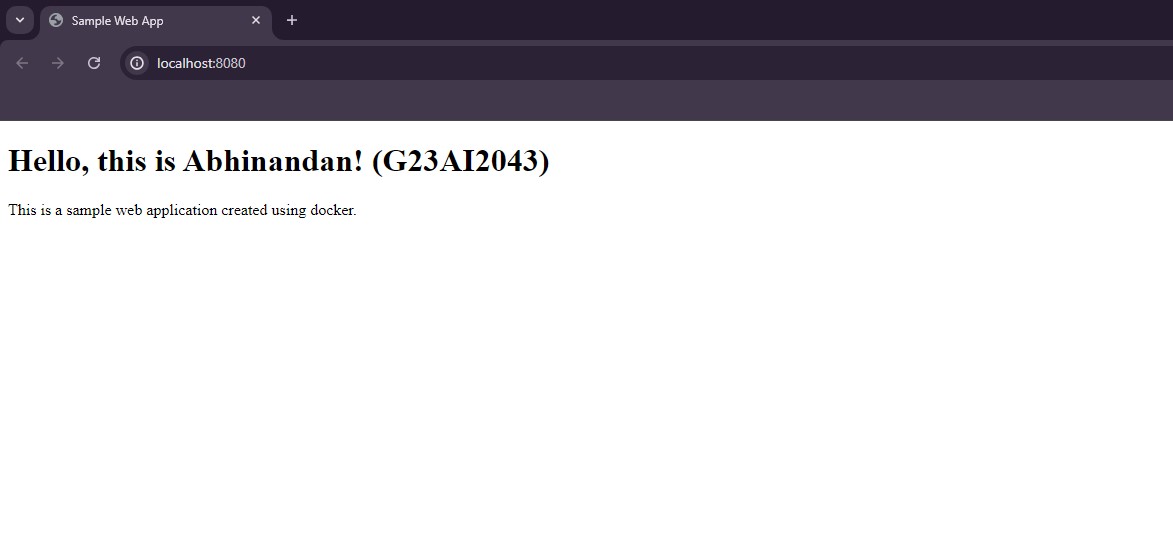 Sample Web App
localhost:8080
Hello, this is Abhinandan! (G23AI2043)
This is a sample web application created using docker.